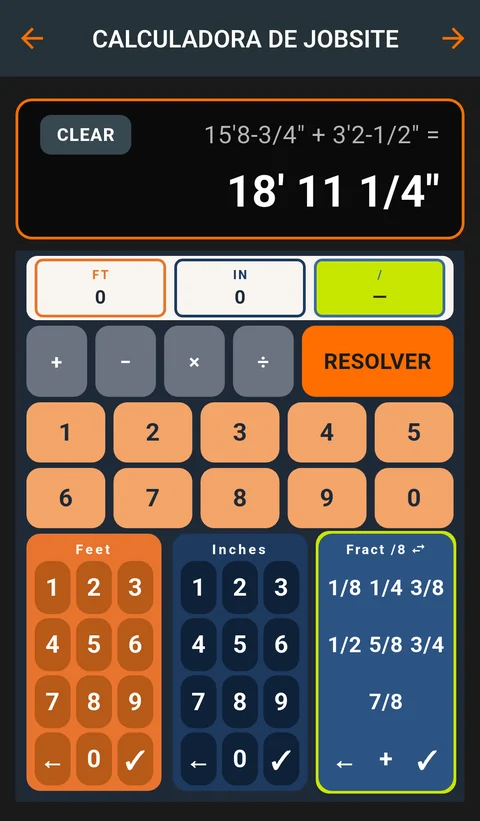 ← CALCULADORA DE JOBSITE →
CLEAR 15'8-3/4" + 3'2-1/2" =
18' 11 1/4"
FT IN /
0 0 –
+ − × ÷ RESOLVER
1 2 3 4 5
6 7 8 9 0
Feet Inches Fract /8 ⇄
1 2 3 1 2 3 1/8 1/4 3/8
4 5 6 4 5 6 1/2 5/8 3/4
7 8 9 7 8 9 7/8
← 0 ✓ ← 0 ✓ ← + ✓